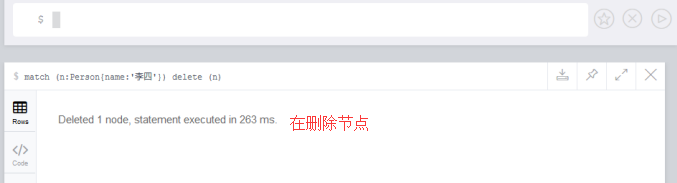 $
$ match (n:Person{name:'李四'}) delete (n)
Rows
Deleted 1 node, statement executed in 263 ms.
在删除节点
Code